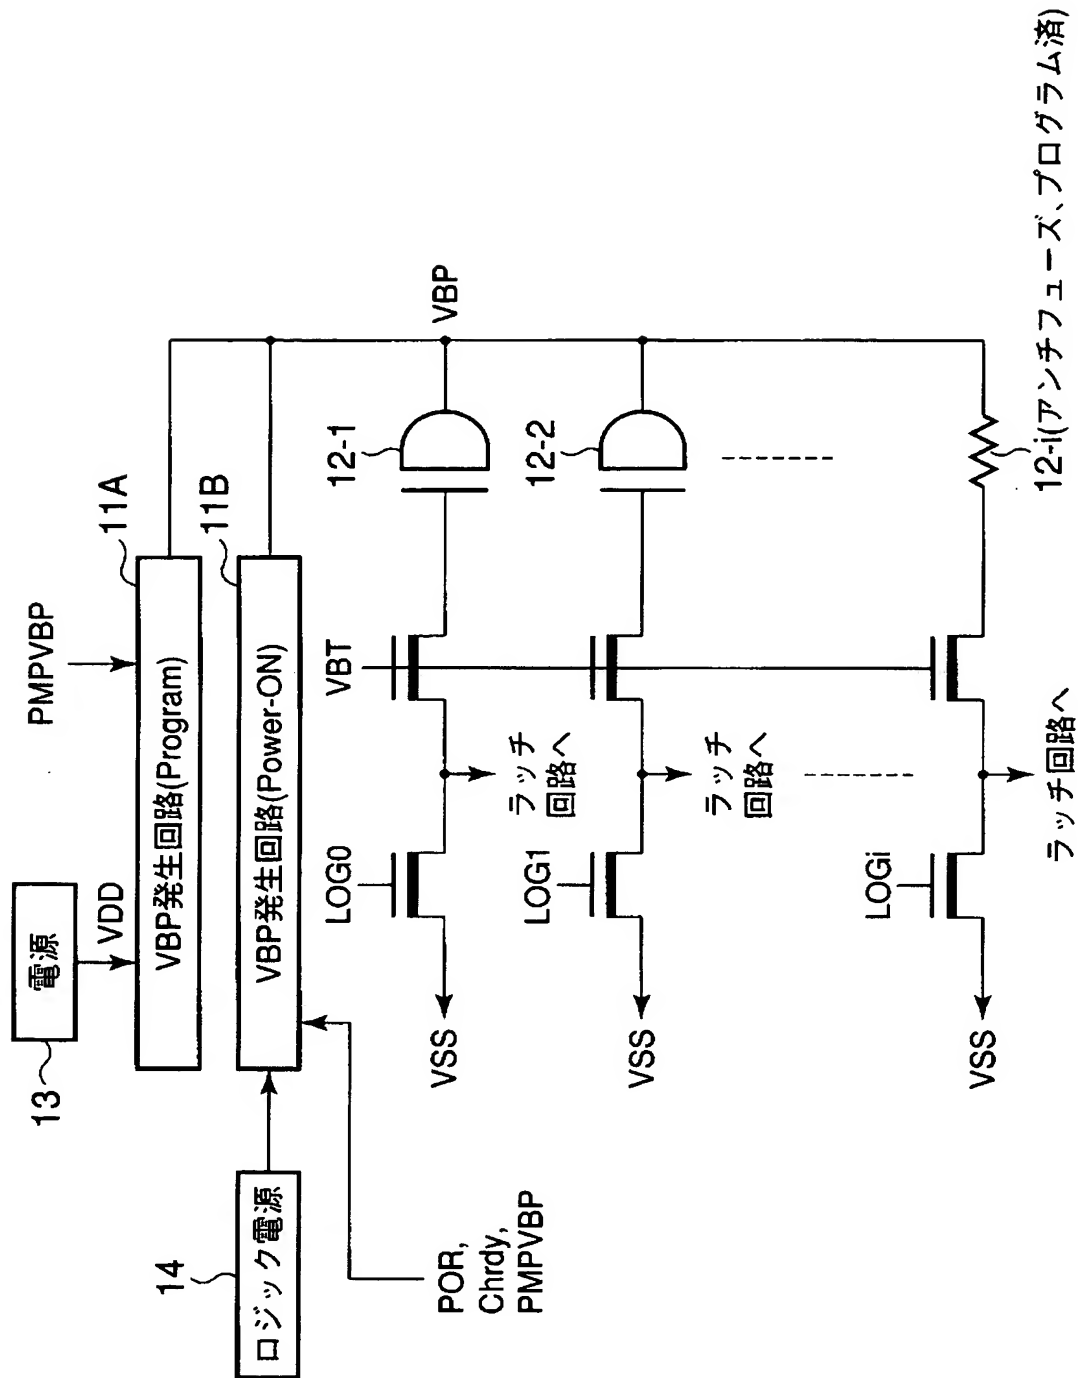 13
電源
VDD
PMPVBP
VBP発生回路(Program)
11A
14
ロジック電源
VBP発生回路(Power-ON)
11B
POR,
Chrdy,
PMPVBP
VBP
VSS
LOG0
VBT
12-1
ラッチ
回路へ
VSS
LOG1
12-2
ラッチ
回路へ
VSS
LOGi
ラッチ回路へ
12-i(アンチフューズ、プログラム済)